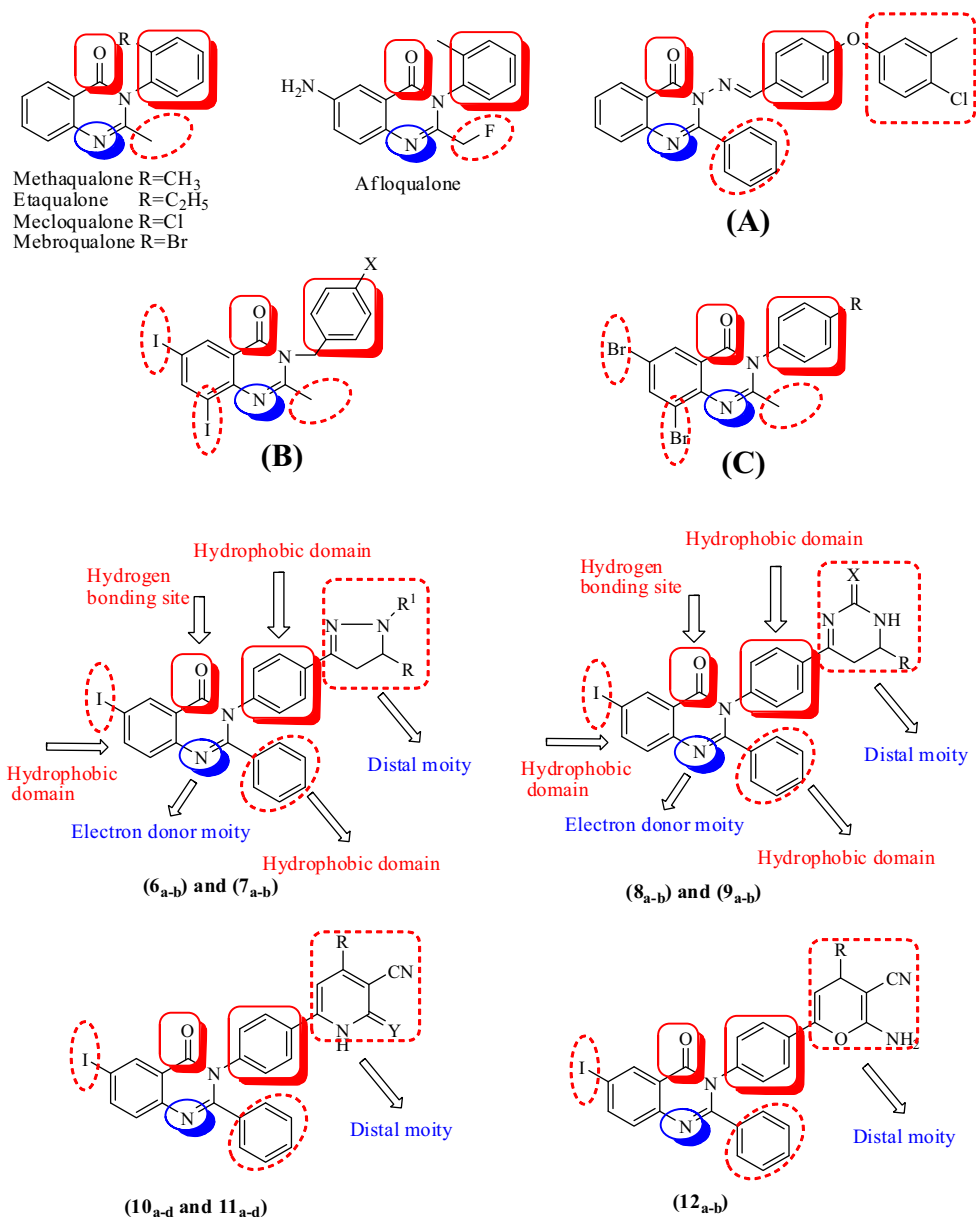 R
O
N
N
Methaqualone R=CH3
Etaqualone R=C2H5
Mecloqualone R=Cl
Mebroqualone R=Br
H2N
O
N
N
F
Afloqualone
O
N
N
N
O
Cl
(A)
X
I
O
N
N
I
(B)
Br
O
N
R
N
Br
(C)
Hydrophobic domain
Hydrogen
bonding site
R1
N
N
R
O
I
N
N
Hydrophobic
domain
Distal moity
Electron donor moity
Hydrophobic domain
(6a-b) and (7a-b)
Hydrophobic domain
Hydrogen
bonding site
X
N
NH
R
O
I
N
N
Hydrophobic
domain
Distal moity
Electron donor moity
Hydrophobic domain
(8a-b) and (9a-b)
R
CN
N
H
Y
O
I
N
N
Distal moity
(10a-d and 11a-d)
R
CN
O
NH2
O
I
N
N
Distal moity
(12a-b)